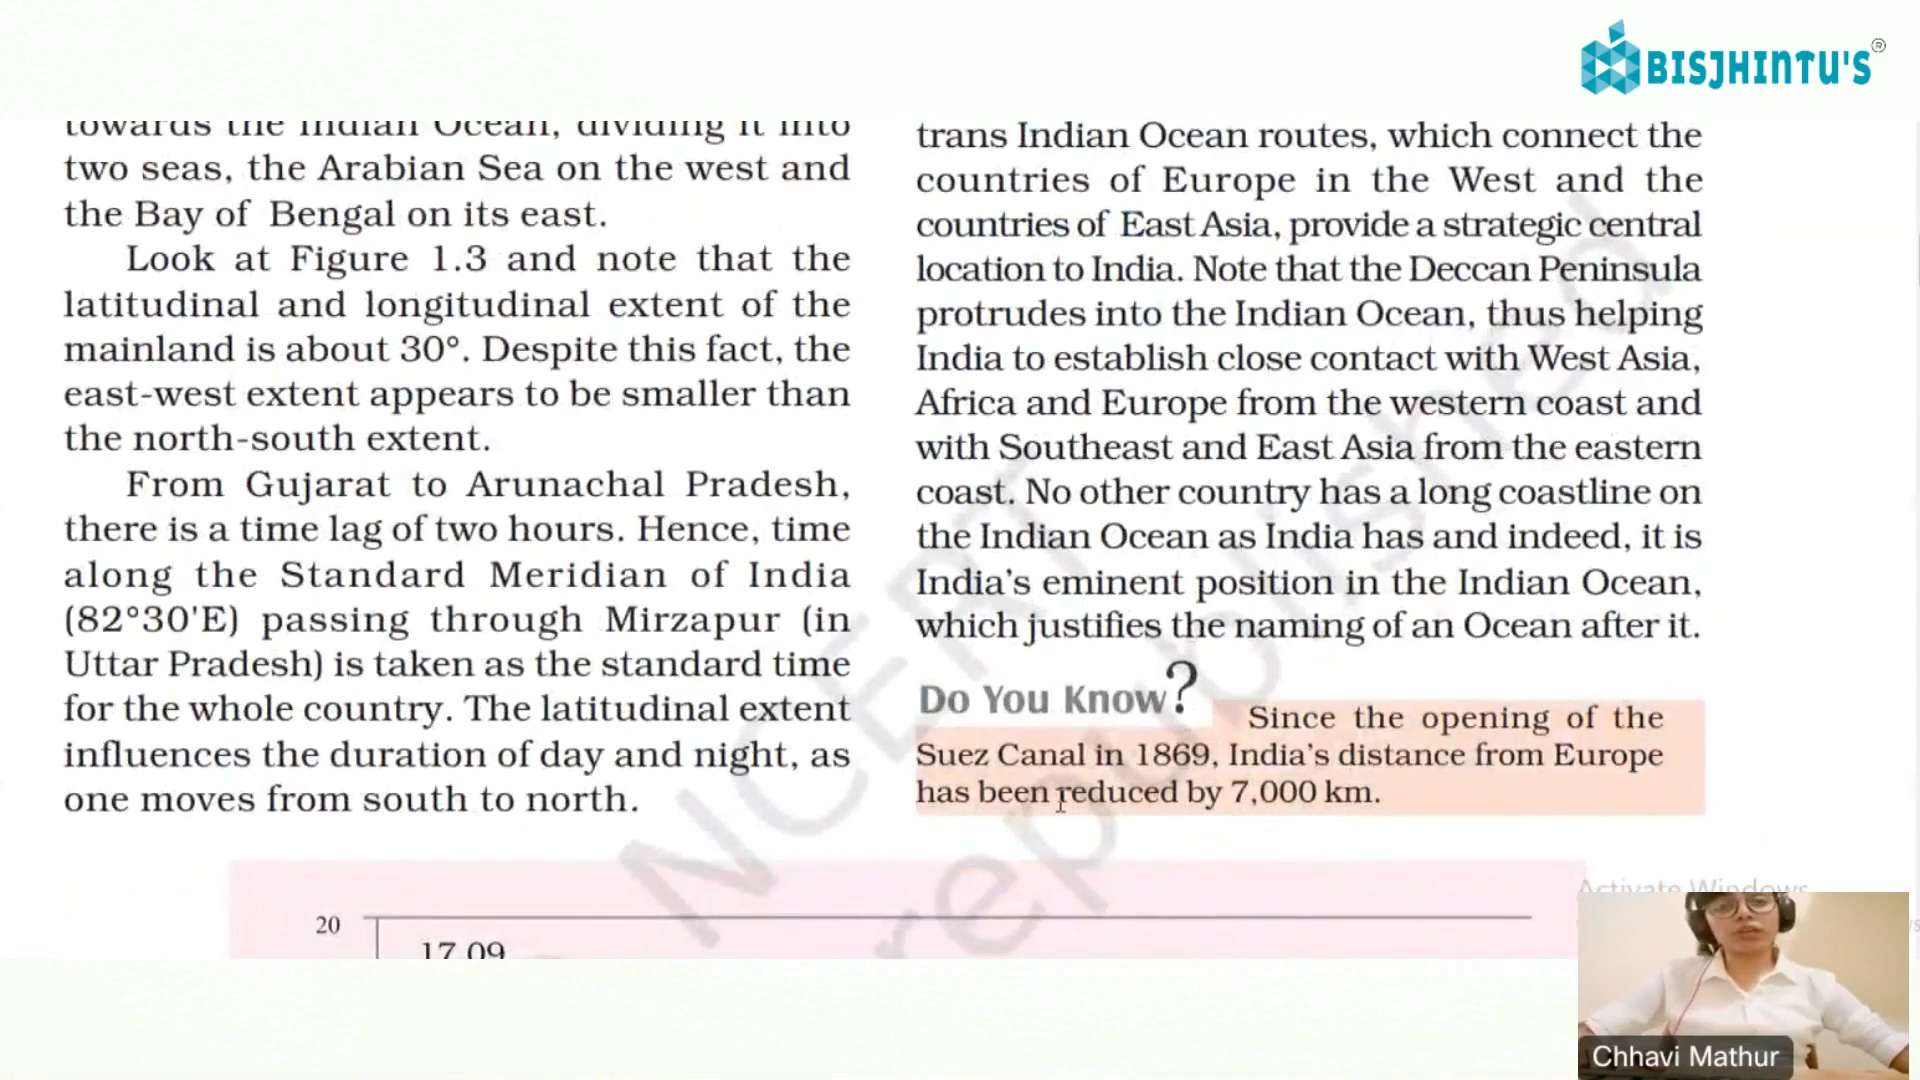 BISJHINTU'S®
towards the Indian Ocean, dividing it into
two seas, the Arabian Sea on the west and
the Bay of Bengal on its east.
Look at Figure 1.3 and note that the
latitudinal and longitudinal extent of the
mainland is about 30°. Despite this fact, the
east-west extent appears to be smaller than
the north-south extent.
From Gujarat to Arunachal Pradesh,
there is a time lag of two hours. Hence, time
along the Standard Meridian of India
(82°30'E) passing through Mirzapur (in
Uttar Pradesh) is taken as the standard time
for the whole country. The latitudinal extent
influences the duration of day and night, as
one moves from south to north.
trans Indian Ocean routes, which connect the
countries of Europe in the West and the
countries of East Asia, provide a strategic central
location to India. Note that the Deccan Peninsula
protrudes into the Indian Ocean, thus helping
India to establish close contact with West Asia,
Africa and Europe from the western coast and
with Southeast and East Asia from the eastern
coast. No other country has a long coastline on
the Indian Ocean as India has and indeed, it is
India's eminent position in the Indian Ocean,
which justifies the naming of an Ocean after it.
Do You Know?
Since the opening of the
Suez Canal in 1869, India's distance from Europe
has been reduced by 7,000 km.
NCERT
republished
20
17.09
Activate Windows
Chhavi Mathur